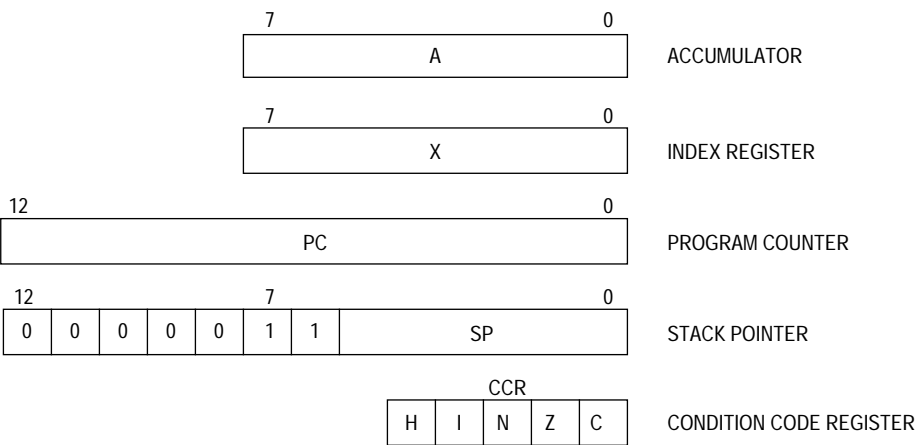 7 0
A ACCUMULATOR
7 0
X INDEX REGISTER
12 0
PC PROGRAM COUNTER
12 7 0
0 0 0 0 0 1 1 SP STACK POINTER
CCR
H I N Z C CONDITION CODE REGISTER